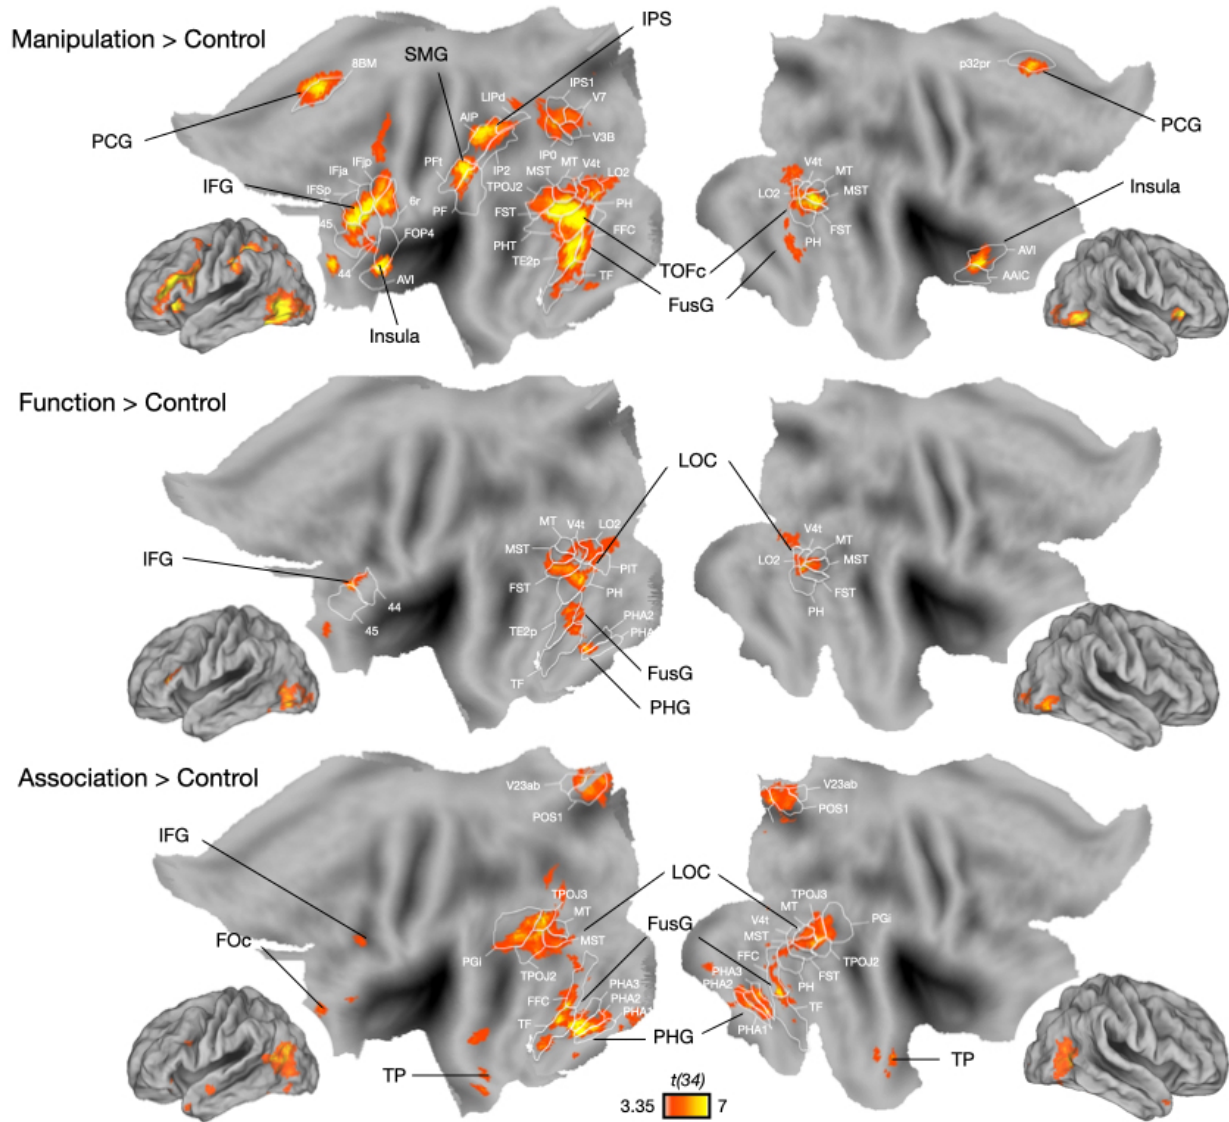 Manipulation > Control
IPS
SMG
8BM
p32pr
IPS1
LIPd
V7
AIP
PCG
PCG
V3B
IFjp
IFja
PFt
IP0
MT
V4t
MST
LO2
V4t
MT
IFG
IFSp
IP2
TPOJ2
LO2
MST
Insula
6r
PF
FST
PH
45
FOP4
FFC
FST
PHT
PH
AVI
TE2p
44
TOFc
TF
AAIC
AVI
FusG
Insula
Function > Control
LOC
MT
V4t
LO2
MST
MT
IFG
LO2
MST
PIT
FST
PH
FST
44
PHA2
PH
45
TE2p
PHA
FusG
TF
PHG
Association > Control
V23ab
V23ab
POS1
POS1
IFG
LOC
TPOJ3
TPOJ3
MT
MT
FusG
V4t
PGi
FOc
MST
MST
PGi
FFC
TPOJ2
TPOJ2
PHA3
FST
PHA3
PHA2
PHA2
PH
FFC
PHA1
TF
TF
PHA1
PHG
TP
TP
t(34)
3.35
7